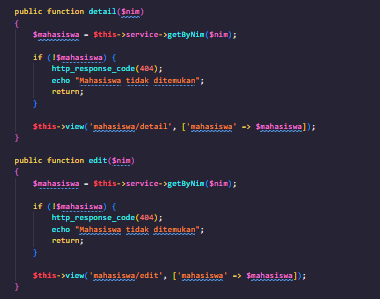 public function detail($nim)
{
$mahasiswa = $this->service->getByNim($nim);
if (!$mahasiswa) {
http_response_code(404);
echo "Mahasiswa tidak ditemukan";
return;
}
$this->view('mahasiswa/detail', ['mahasiswa' => $mahasiswa]);
}
public function edit($nim)
{
$mahasiswa = $this->service->getByNim($nim);
if (!$mahasiswa) {
http_response_code(404);
echo "Mahasiswa tidak ditemukan";
return;
}
$this->view('mahasiswa/edit', ['mahasiswa' => $mahasiswa]);
}